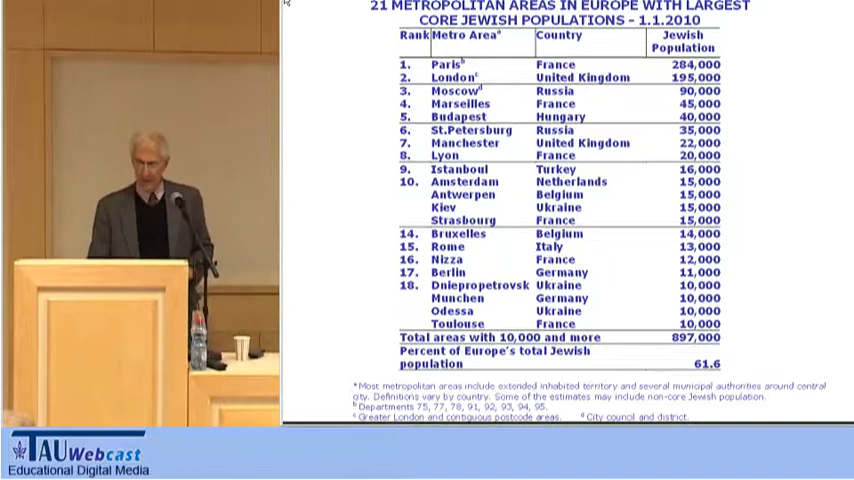 21 METROPOLITAN AREAS IN EUROPE WITH LARGEST
CORE JEWISH POPULATIONS – 1.1.2010
Rank Metro Areaª Country Jewish Population
1. Parisᵇ France 284,000
2. Londonᶜ United Kingdom 195,000
3. Moscowᵈ Russia 90,000
4. Marseilles France 45,000
5. Budapest Hungary 40,000
6. St.Petersburg Russia 35,000
7. Manchester United Kingdom 22,000
8. Lyon France 20,000
9. Istanboul Turkey 16,000
10. Amsterdam Netherlands 15,000
Antwerpen Belgium 15,000
Kiev Ukraine 15,000
Strasbourg France 15,000
14. Bruxelles Belgium 14,000
15. Rome Italy 13,000
16. Nizza France 12,000
17. Berlin Germany 11,000
18. Dniepropetrovsk Ukraine 10,000
Munchen Germany 10,000
Odessa Ukraine 10,000
Toulouse France 10,000
Total areas with 10,000 and more 897,000
Percent of Europe's total Jewish
population 61.6
ª Most metropolitan areas include extended inhabited territory and several municipal authorities around central
city. Definitions vary by country. Some of the estimates may include non-core Jewish population.
ᵇ Departments 75, 77, 78, 91, 92, 93, 94, 95.
ᶜ Greater London and contiguous postcode areas. ᵈ City council and district.
TAU Webcast
Educational Digital Media